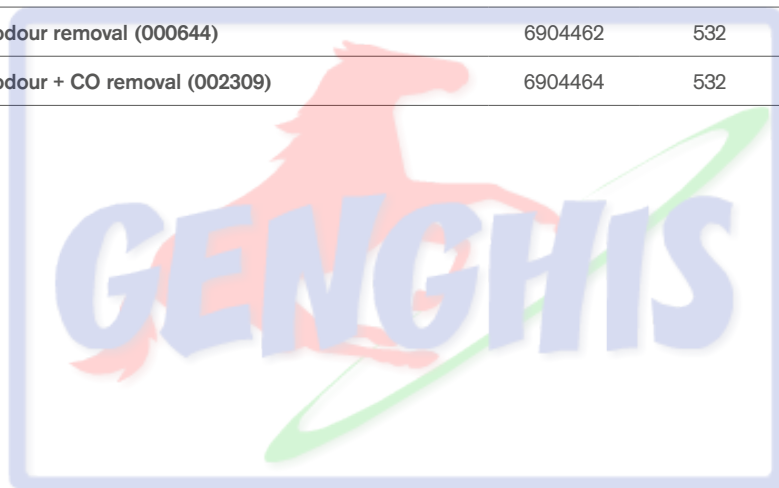 odour removal (000644) 6904462 532
odour + CO removal (002309) 6904464 532
GENGHIS